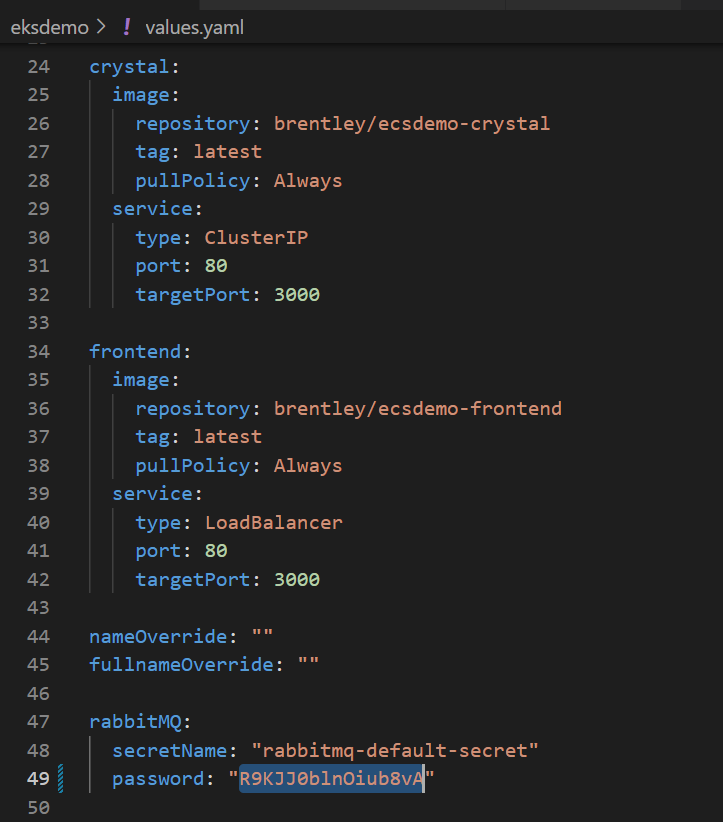 eksdemo > ! values.yaml
24 crystal:
25 image:
26 repository: brentley/ecsdemo-crystal
27 tag: latest
28 pullPolicy: Always
29 service:
30 type: ClusterIP
31 port: 80
32 targetPort: 3000
33
34 frontend:
35 image:
36 repository: brentley/ecsdemo-frontend
37 tag: latest
38 pullPolicy: Always
39 service:
40 type: LoadBalancer
41 port: 80
42 targetPort: 3000
43
44 nameOverride: ""
45 fullnameOverride: ""
46
47 rabbitMQ:
48 secretName: "rabbitmq-default-secret"
49 password: "R9KJJ0blnOiub8vA"
50